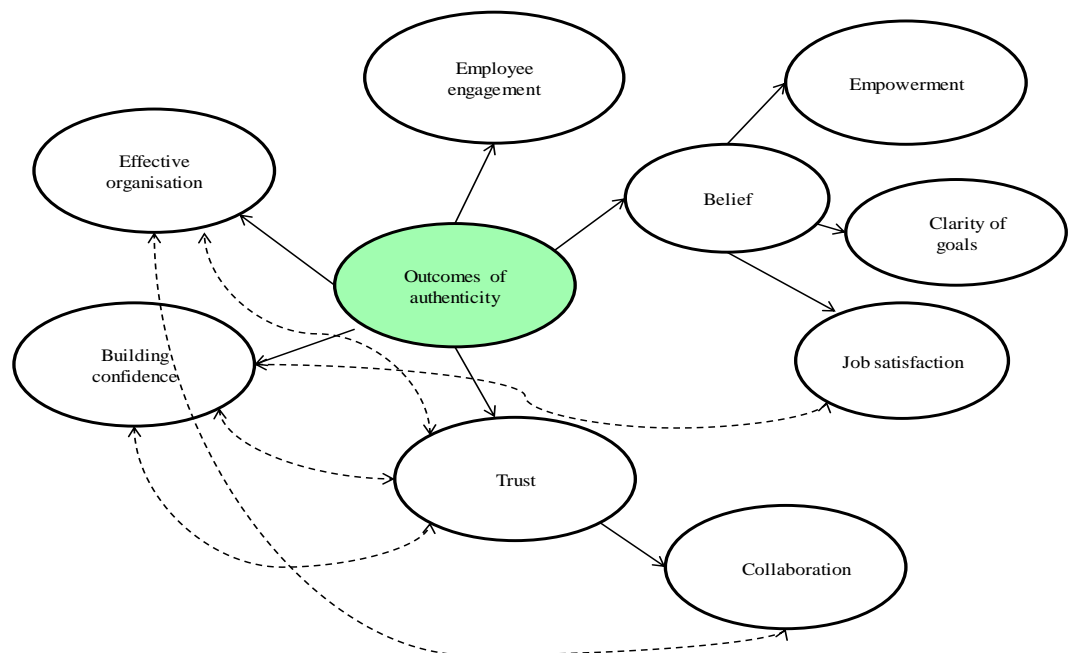 Employee
engagement
Empowerment
Effective
organisation
Belief
Clarity of
goals
Outcomes of
authenticity
Building
confidence
Job satisfaction
Trust
Collaboration